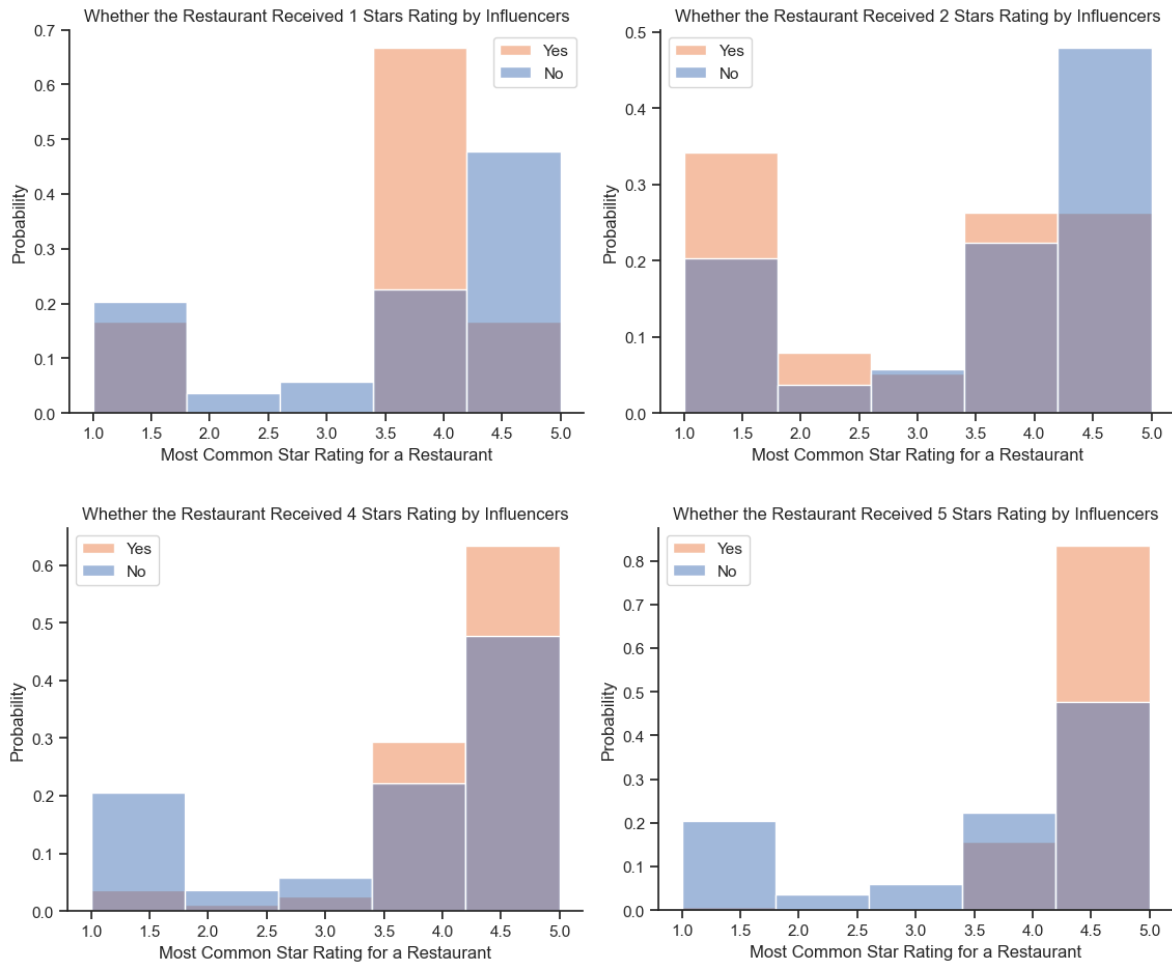 Whether the Restaurant Received 1 Stars Rating by Influencers
0.7
0.6
0.5
0.4
0.3
0.2
0.1
0.0
Probability
Yes
No
1.0 1.5 2.0 2.5 3.0 3.5 4.0 4.5 5.0
Most Common Star Rating for a Restaurant
Whether the Restaurant Received 2 Stars Rating by Influencers
0.5
0.4
0.3
0.2
0.1
0.0
Probability
Yes
No
1.0 1.5 2.0 2.5 3.0 3.5 4.0 4.5 5.0
Most Common Star Rating for a Restaurant
Whether the Restaurant Received 4 Stars Rating by Influencers
0.6
0.5
0.4
0.3
0.2
0.1
0.0
Probability
Yes
No
1.0 1.5 2.0 2.5 3.0 3.5 4.0 4.5 5.0
Most Common Star Rating for a Restaurant
Whether the Restaurant Received 5 Stars Rating by Influencers
0.8
0.7
0.6
0.5
0.4
0.3
0.2
0.1
0.0
Probability
Yes
No
1.0 1.5 2.0 2.5 3.0 3.5 4.0 4.5 5.0
Most Common Star Rating for a Restaurant